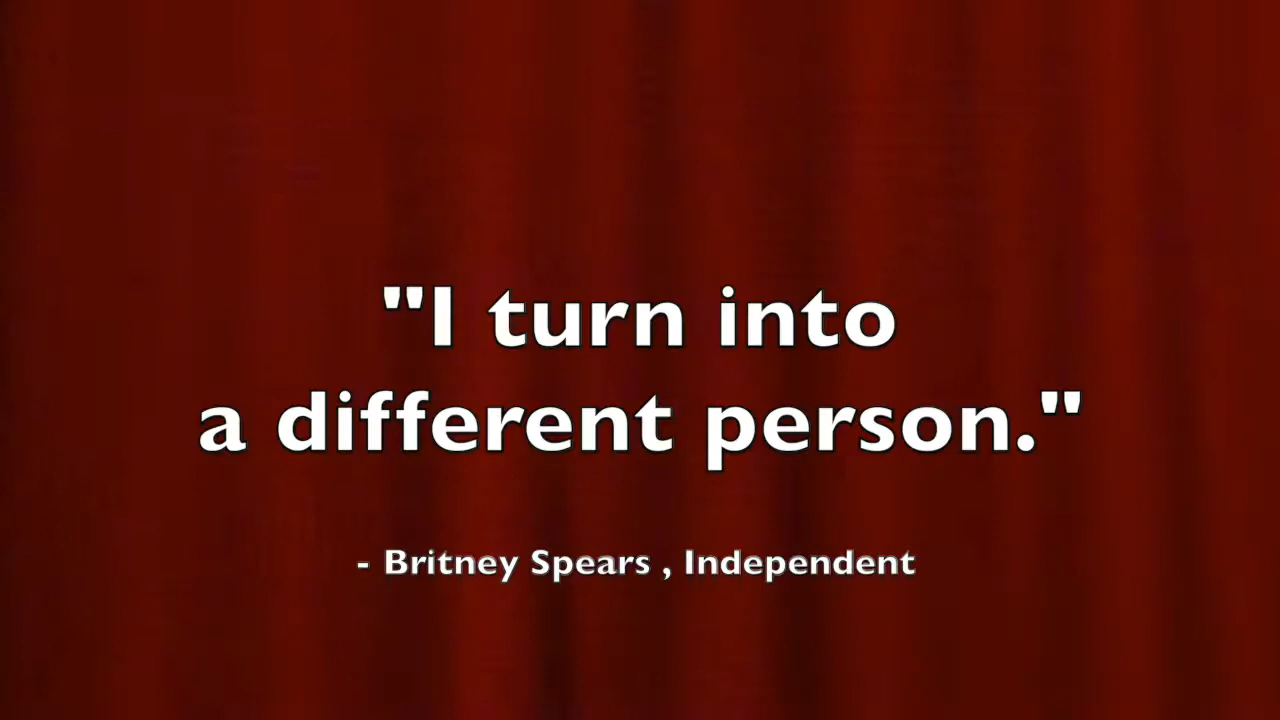 "I turn into
a different person."
- Britney Spears , Independent